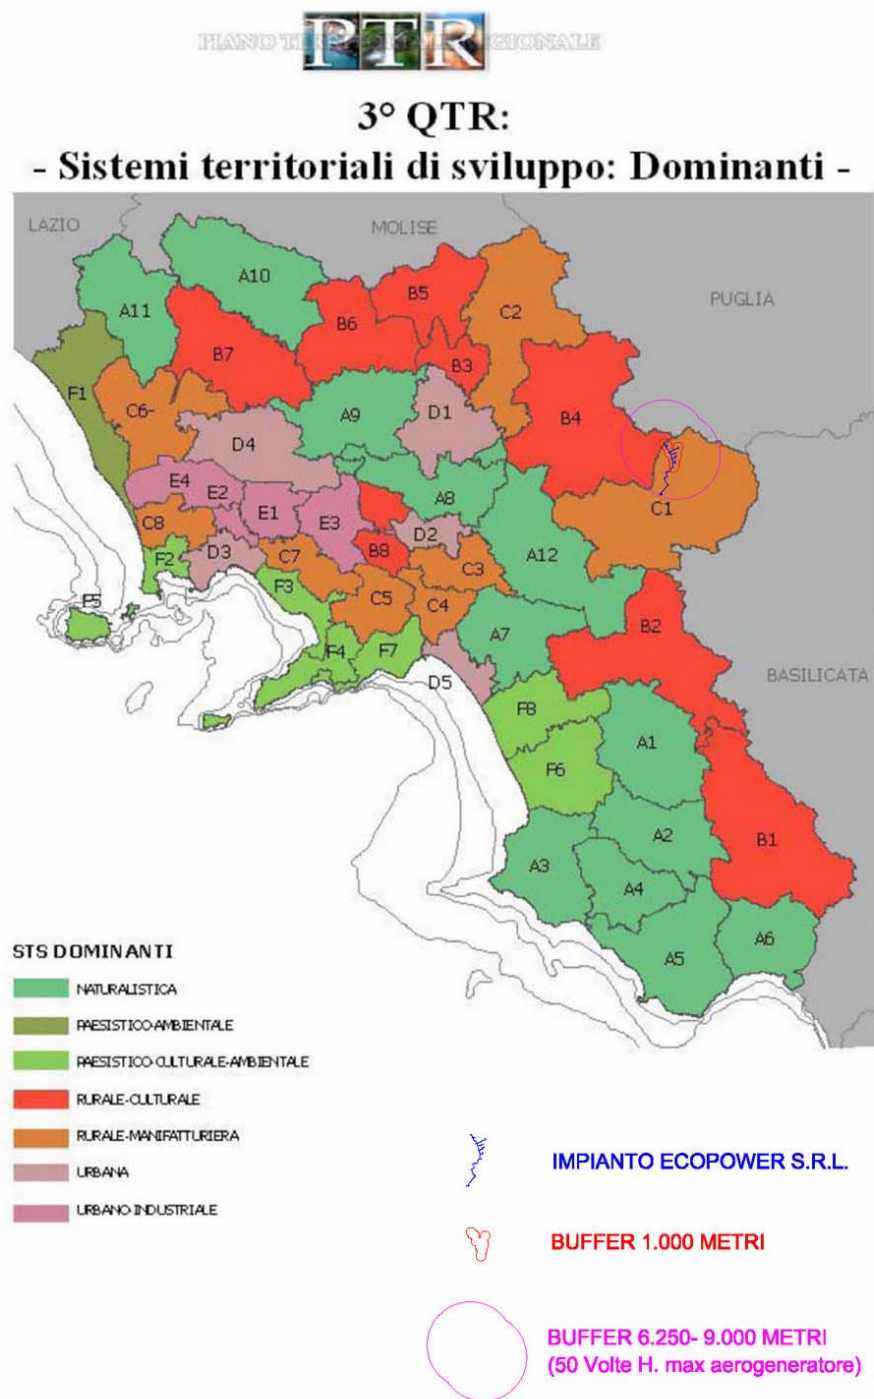 PIANO TERRITORIALE REGIONALE
PTR
3° QTR:
- Sistemi territoriali di sviluppo: Dominanti -
LAZIO
MOLISE
PUGLIA
BASILICATA
A10
A11
B5
C2
B6
B7
B3
F1
C6-
A9
D1
B4
D4
E4
E2
E1
E3
A8
C1
C8
D2
F2
D3
C7
B8
C3
A12
F3
F5
C5
C4
A7
B2
F4
F7
D5
F8
A1
F6
A2
B1
A3
A4
A5
A6
STS DOMINANTI
NATURALISTICA
PAESISTICO-AMBIENTALE
PAESISTICO-CULTURALE-AMBIENTALE
RURALE-CULTURALE
RURALE-MANIFATTURIERA
URBANA
URBANO-INDUSTRIALE
IMPIANTO ECOPOWER S.R.L.
BUFFER 1.000 METRI
BUFFER 6.250- 9.000 METRI
(50 Volte H. max aerogeneratore)